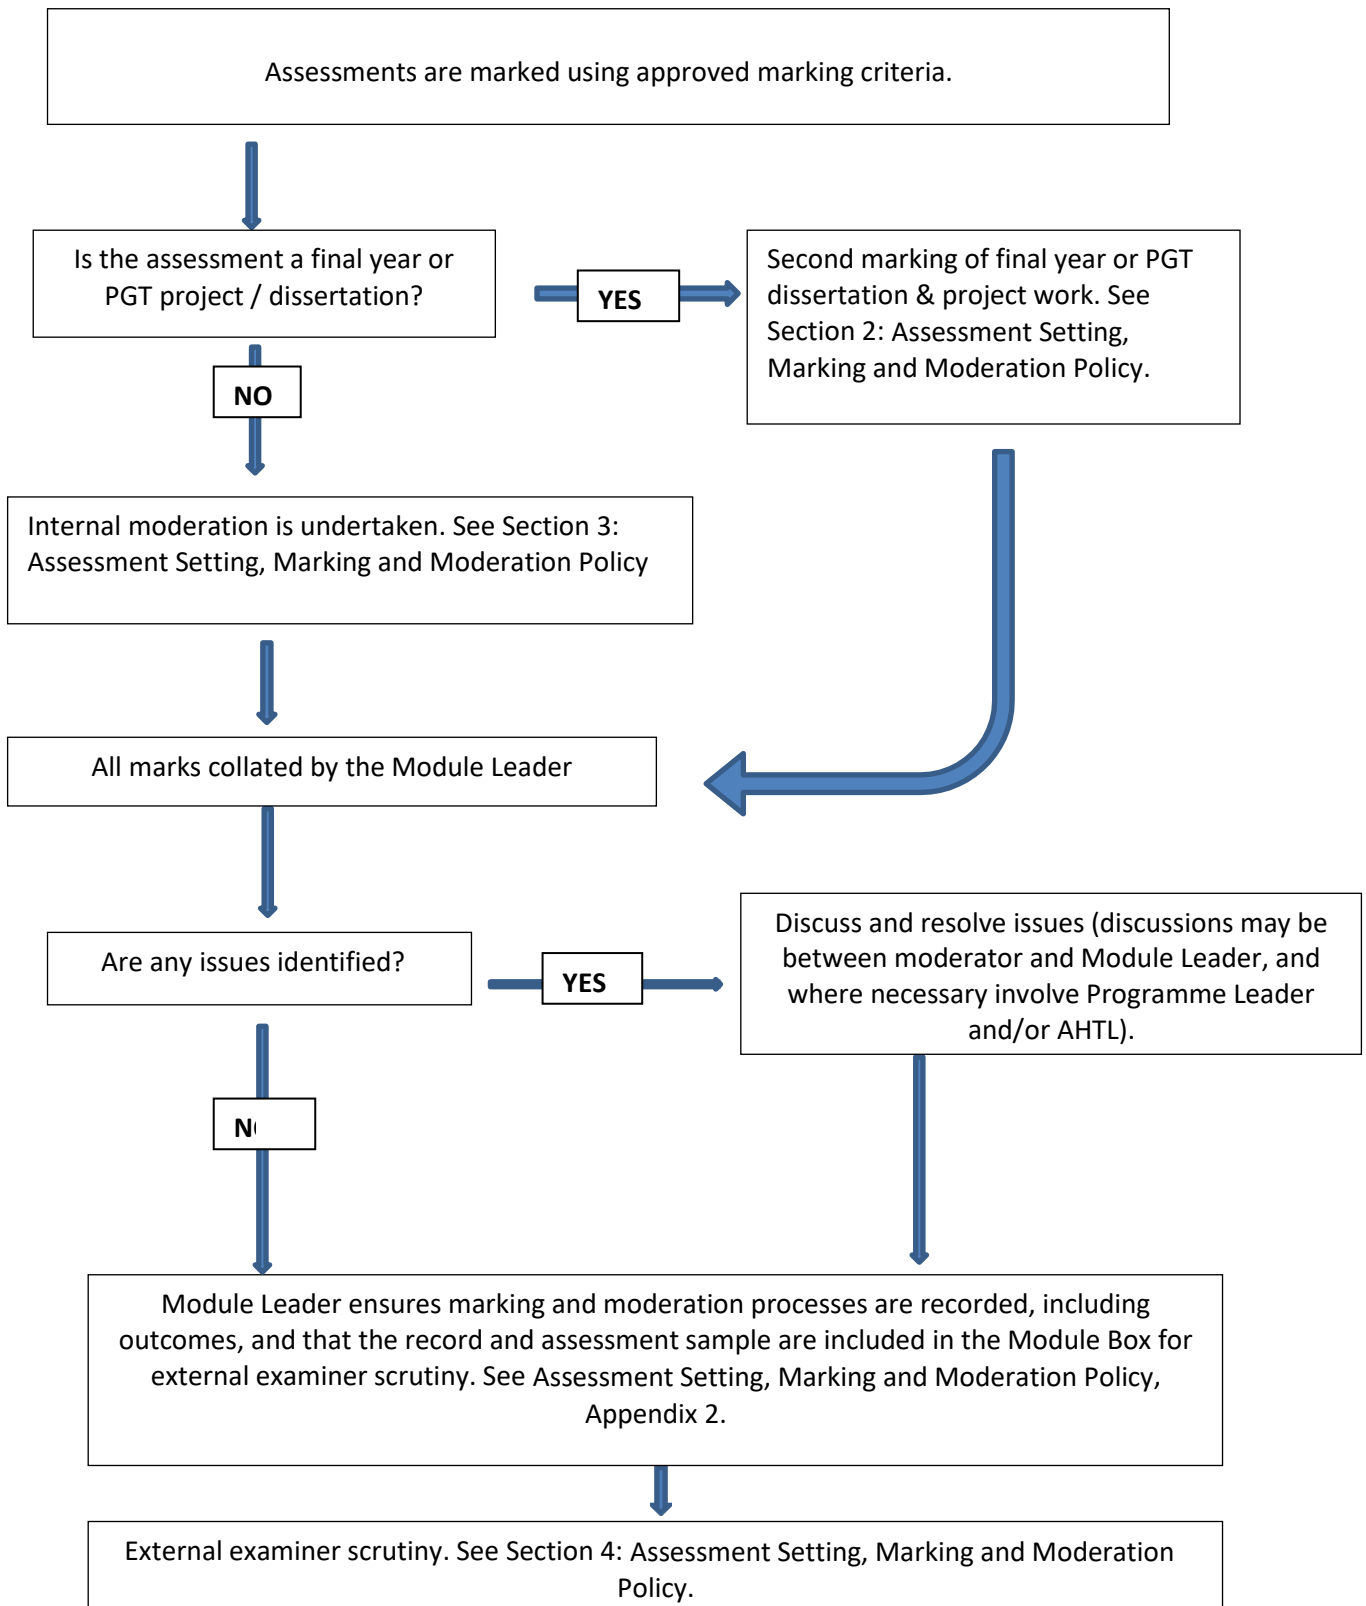 Assessments are marked using approved marking criteria.
Is the assessment a final year or
PGT project / dissertation?
YES
Second marking of final year or PGT
dissertation & project work. See
Section 2: Assessment Setting,
Marking and Moderation Policy.
NO
Internal moderation is undertaken. See Section 3:
Assessment Setting, Marking and Moderation Policy
All marks collated by the Module Leader
Are any issues identified?
YES
Discuss and resolve issues (discussions may be
between moderator and Module Leader, and
where necessary involve Programme Leader
and/or AHTL).
Module Leader ensures marking and moderation processes are recorded, including
outcomes, and that the record and assessment sample are included in the Module Box for
external examiner scrutiny. See Assessment Setting, Marking and Moderation Policy,
Appendix 2.
External examiner scrutiny. See Section 4: Assessment Setting, Marking and Moderation
Policy.